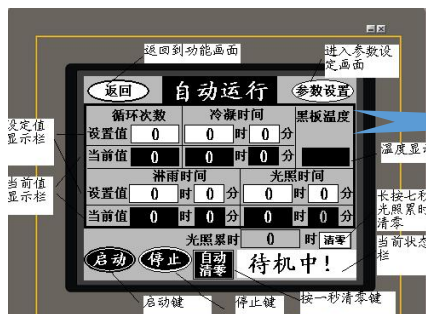 返回到功能画面
进入参数设
定画面
返回 自动运行 参数设置
循环次数 冷凝时间 黑板温度
设定值
显示栏
设置值 0 0 时 0 分
当前值 0 0 时 0 分
温度显示
淋雨时间 光照时间
当前值
显示栏
设置值 0 时 0 分 0 时 0 分
当前值 0 时 0 分 0 时 0 分
长按七秒
光照累时
清零
光照累时 0 时 清零
启动 停止 自动清零 待机中!
当前状态
栏
启动键 停止键 按一秒清零键